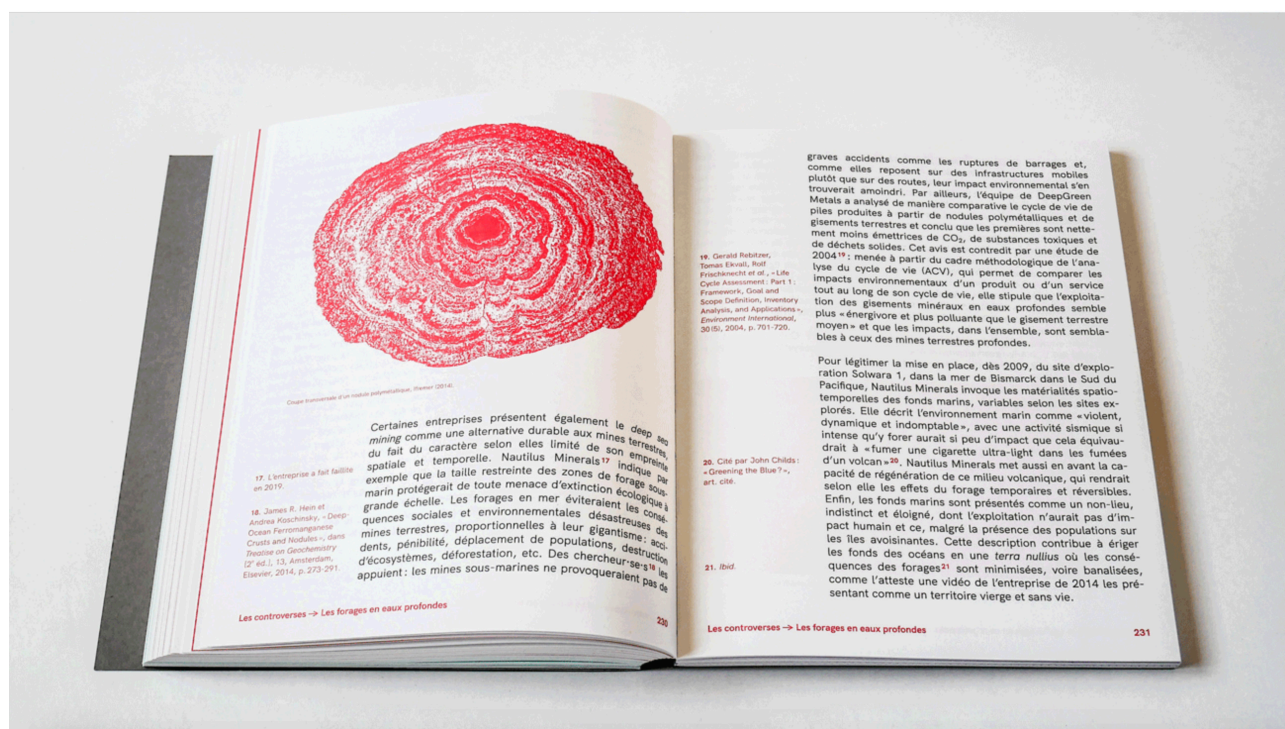 Coupe transversale d'un nodule polymétallique,
(2014).
Certaines entreprises présentent également le deep sea
mining comme une alternative durable aux mines terrestres,
du fait du caractère selon elles limité de son empreinte
spatiale et temporelle. Nautilus Minerals17 indique par
exemple que la taille restreinte des zones de forage sous-
marin protégerait de toute menace d'extinction écologique à
grande échelle. Les forages en mer éviteraient les consé-
quences sociales et environnementales désastreuses des
mines terrestres, proportionnelles à leur gigantisme : acci-
dents, pénibilité, déplacement de populations, destruction
d'écosystèmes, déforestation, etc. Des chercheur·se·s18 les
appuient : les mines sous-marines ne provoqueraient pas de
17. L'entreprise a fait faillite
en 2019.
18. James R. Hein et
Andrea Koschinsky, « Deep-
Ocean Ferromanganese
Crusts and Nodules », dans
Treatise on Geochemistry
(2e éd.), 13, Amsterdam,
Elsevier, 2014, p. 273-291.
Les controverses → Les forages en eaux profondes
230
graves accidents comme les ruptures de barrages et,
comme elles reposent sur des infrastructures mobiles
plutôt que sur des routes, leur impact environnemental s'en
trouverait amoindri. Par ailleurs, l'équipe de DeepGreen
Metals a analysé de manière comparative le cycle de vie de
piles produites à partir de nodules polymétalliques et de
gisements terrestres et conclu que les premières sont nette-
ment moins émettrices de CO₂, de substances toxiques et
de déchets solides. Cet avis est contredit par une étude de
200419 : menée à partir du cadre méthodologique de l'ana-
lyse du cycle de vie (ACV), qui permet de comparer les
impacts environnementaux d'un produit ou d'un service
tout au long de son cycle de vie, elle stipule que l'exploita-
tion des gisements minéraux en eaux profondes semble
plus « énergivore et plus polluante que le gisement terrestre
moyen » et que les impacts, dans l'ensemble, sont sembla-
bles à ceux des mines terrestres profondes.
Pour légitimer la mise en place, dès 2009, du site d'explo-
ration Solwara 1, dans la mer de Bismarck dans le Sud du
Pacifique, Nautilus Minerals invoque les matérialités spatio-
temporelles des fonds marins, variables selon les sites ex-
plorés. Elle décrit l'environnement marin comme « violent,
dynamique et indomptable », avec une activité sismique si
intense qu'y forer aurait si peu d'impact que cela équivau-
drait à « fumer une cigarette ultra-light dans les fumées
d'un volcan »20. Nautilus Minerals met aussi en avant la ca-
pacité de régénération de ce milieu volcanique, qui rendrait
selon elle les effets du forage temporaires et réversibles.
Enfin, les fonds marins sont présentés comme un non-lieu,
indistinct et éloigné, dont l'exploitation n'aurait pas d'im-
pact humain et ce, malgré la présence des populations sur
les îles avoisinantes. Cette description contribue à ériger
les fonds des océans en une terra nullius où les consé-
quences des forages21 sont minimisées, voire banalisées,
comme l'atteste une vidéo de l'entreprise de 2014 les pré-
sentant comme un territoire vierge et sans vie.
19. Gerald Rebitzer,
Tomas Ekvall, Rolf
Frischknecht et al., « Life
Cycle Assessment : Part 1 :
Framework, Goal and
Scope Definition, Inventory
Analysis, and Applications »,
Environment International,
30(5), 2004, p. 701-720.
20. Cité par John Childs :
« Greening the Blue ? »,
art. cité.
21. Ibid.
Les controverses → Les forages en eaux profondes
231